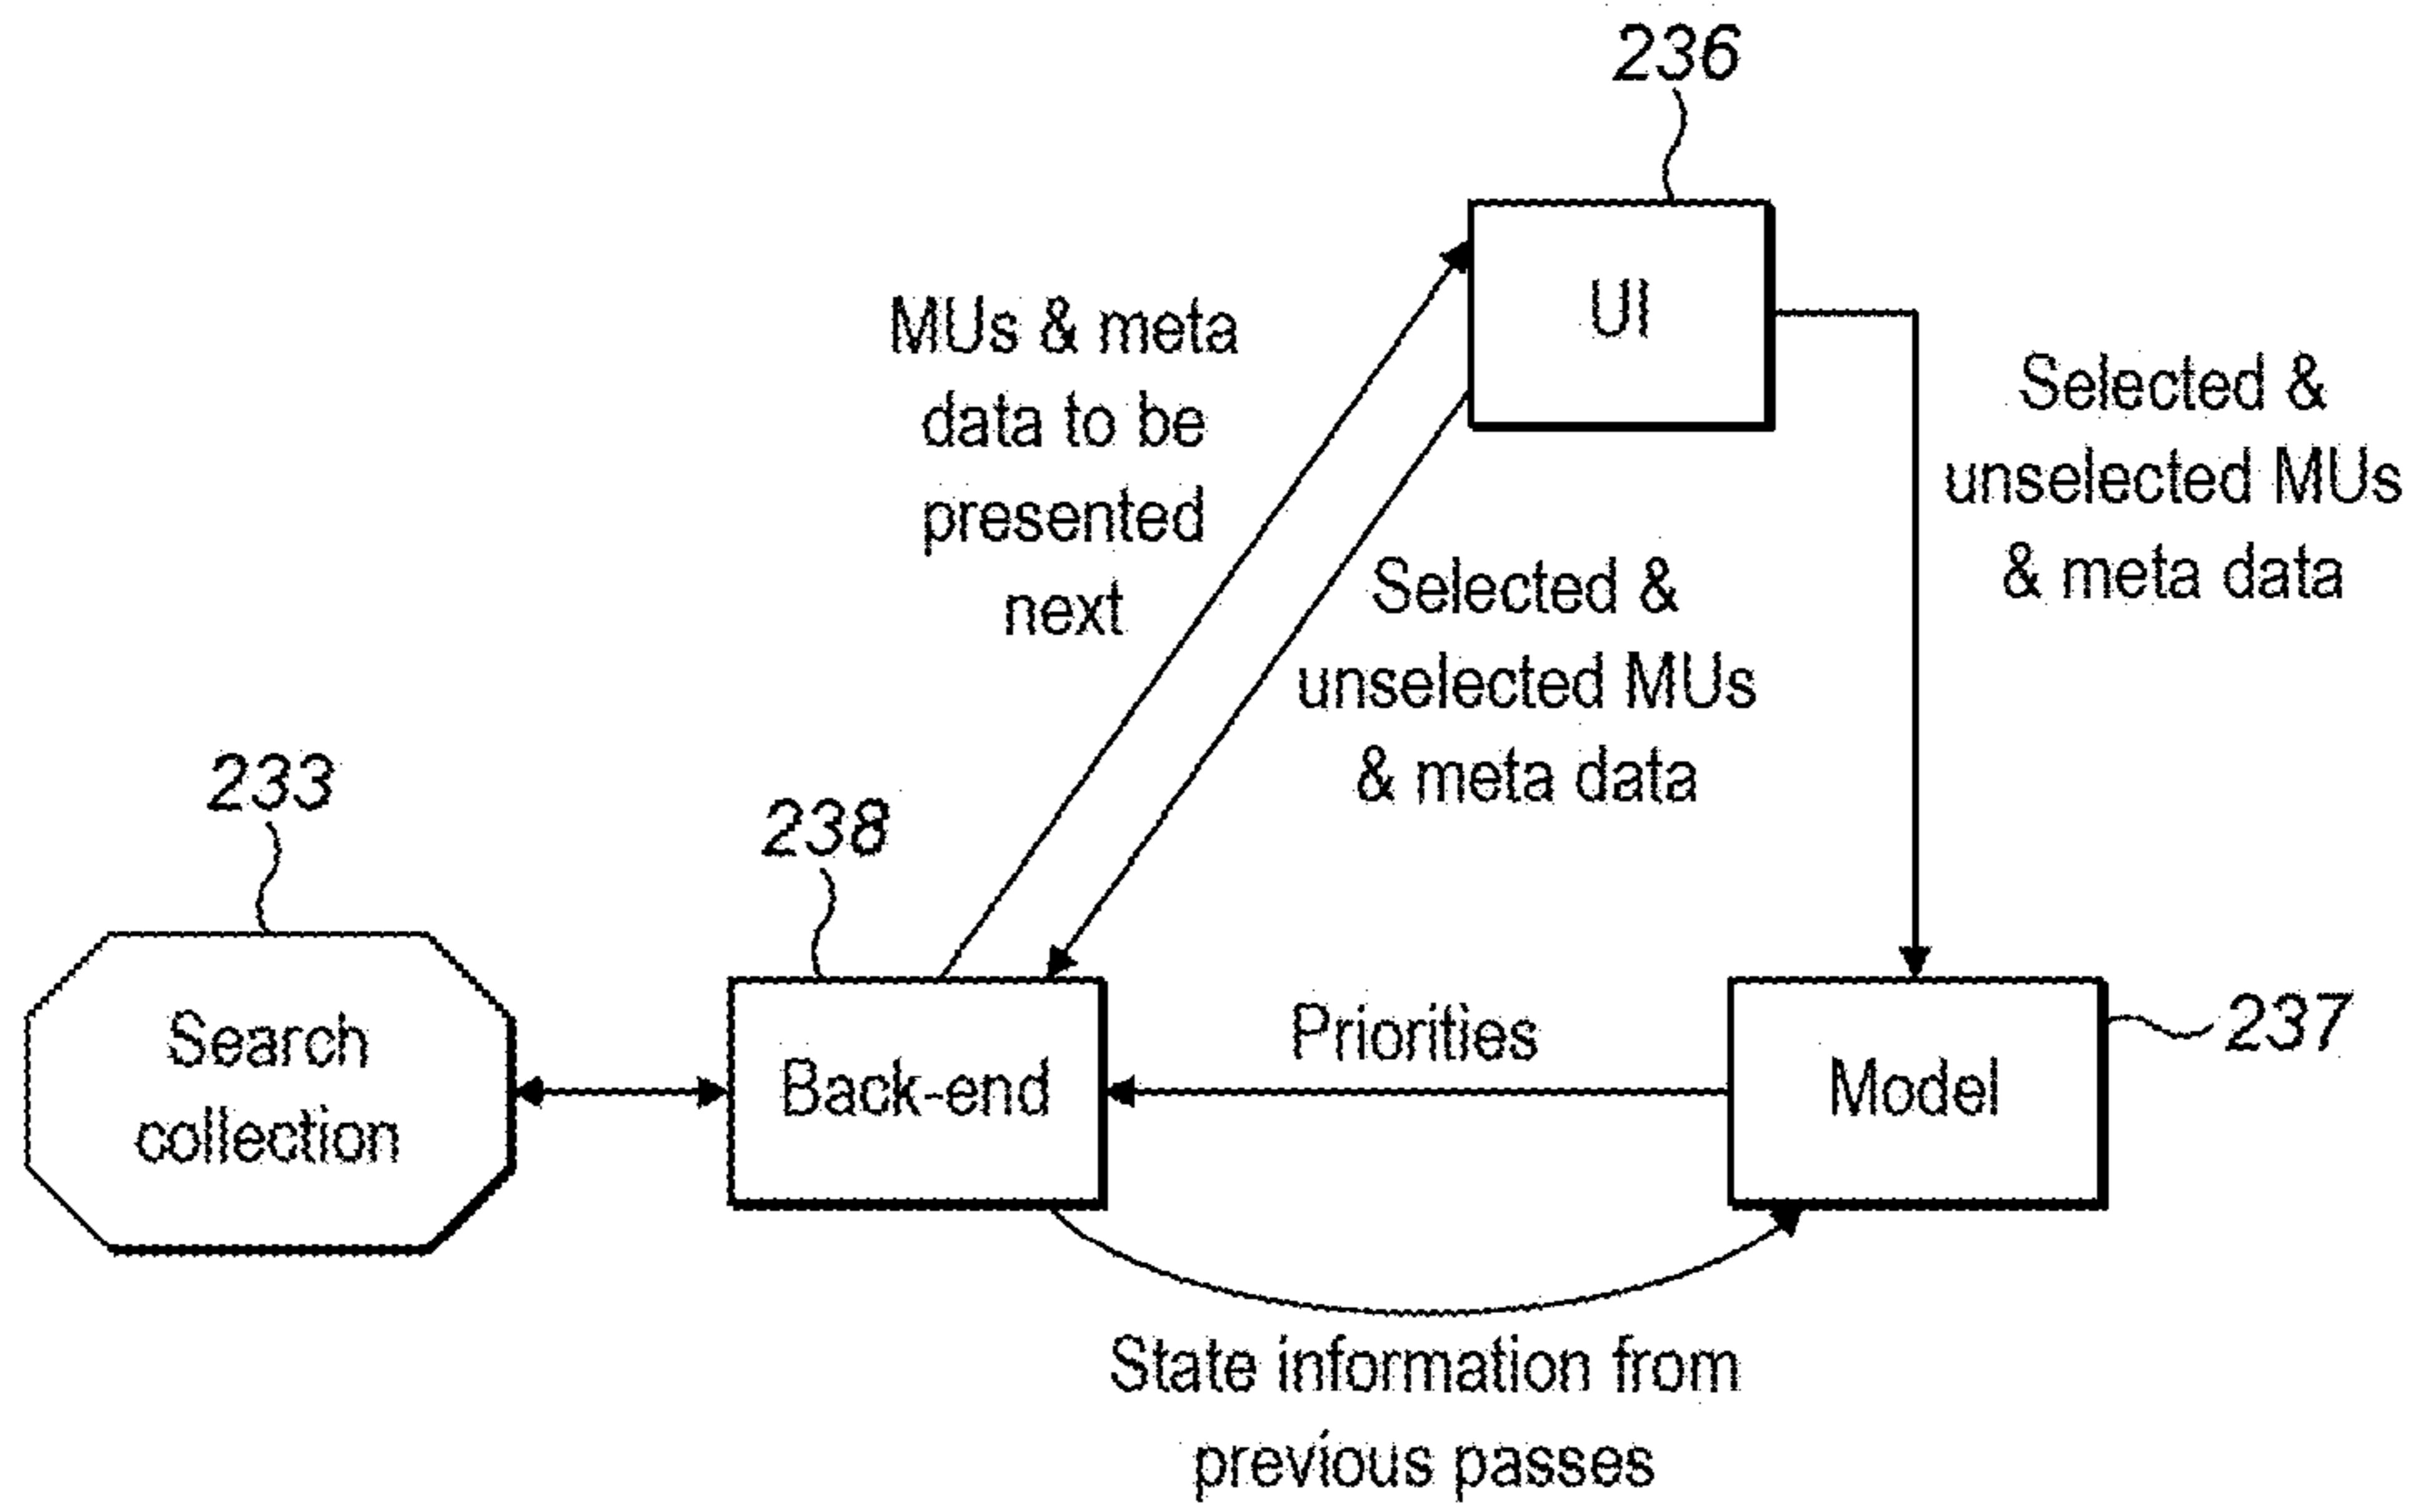 236
UI
MUs & meta
data to be
presented
next
Selected &
unselected MUs
& meta data
Selected &
unselected MUs
& meta data
233
238
Search
collection
Back-end
Priorities
Model
237
State information from
previous passes